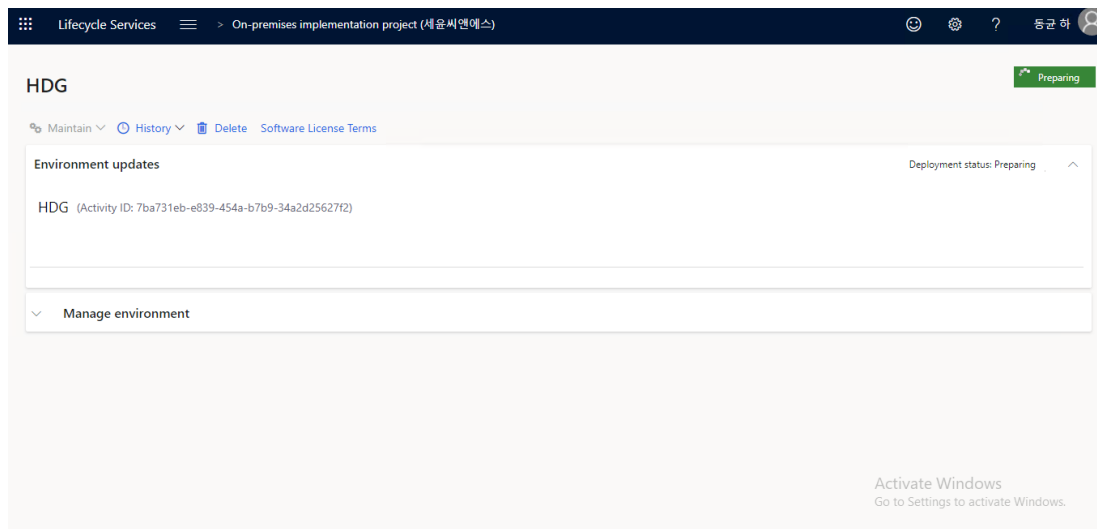 Lifecycle Services > On-premises implementation project (세윤씨앤에스) ? 동균 하
HDG
Preparing
Maintain History Delete Software License Terms
Environment updates Deployment status: Preparing
HDG (Activity ID: 7ba731eb-e839-454a-b7b9-34a2d25627f2)
Manage environment
Activate Windows
Go to Settings to activate Windows.